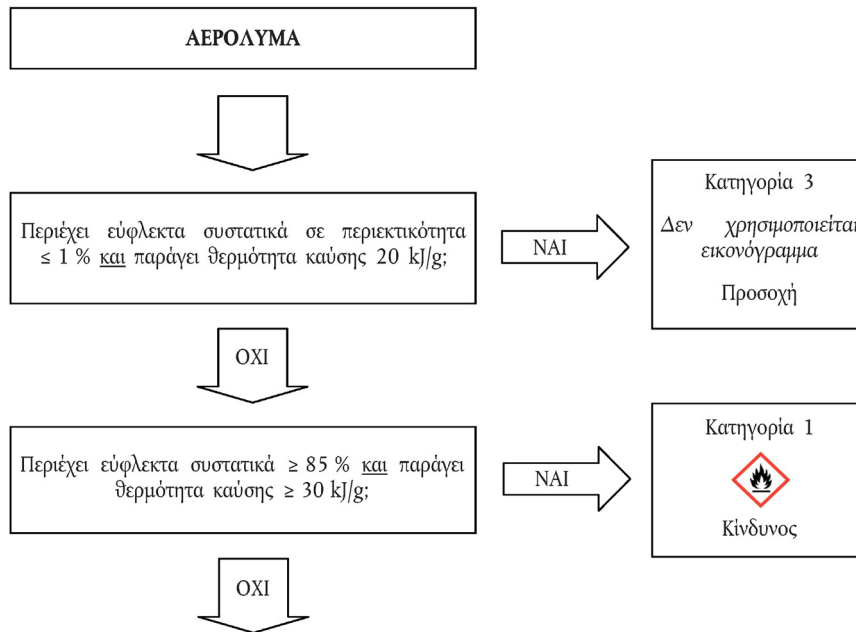 ΑΕΡΟΛΥΜΑ
Περιέχει εύφλεκτα συστατικά σε περιεκτικότητα
≤ 1 % και παράγει θερμότητα καύσης 20 kJ/g;
ΝΑΙ
Κατηγορία 3
Δεν χρησιμοποιείται
εικονόγραμμα
Προσοχή
ΟΧΙ
Περιέχει εύφλεκτα συστατικά ≥ 85 % και παράγει
θερμότητα καύσης ≥ 30 kJ/g;
ΝΑΙ
Κατηγορία 1
Κίνδυνος
ΟΧΙ